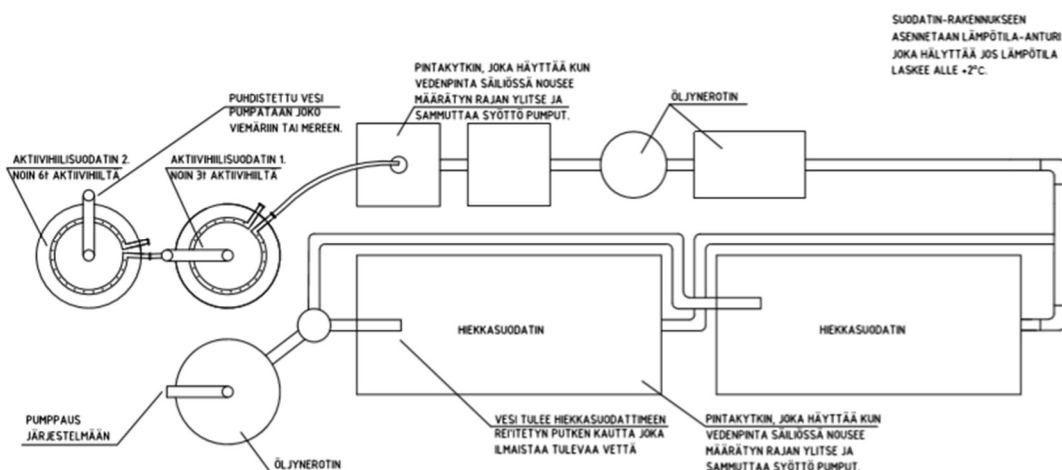 SUODATIN-RAKENNUKSEEN
ASENNETAAN LÄMPÖTILA-ANTURI
JOKA HÄLYTTÄÄ JOS LÄMPÖTILA
LASKEE ALLE +2°C.
PINTAKYTKIN, JOKA HÄYTTÄÄ KUN
VEDENPINTA SÄILIÖSSÄ NOUSEE
MÄÄRÄTYN RAJAN YLITSE JA
SAMMUTTAA SYÖTTÖ PUMPUT.
ÖLJYNEROTIN
PUHDISTETTU VESI
PUMPATAAN JOKO
VIEMÄRIIN TAI MEREEN.
AKTIIVIHIILISUODATIN 2.
NOIN 6t AKTIIVIHIILTÄ
AKTIIVIHIILISUODATIN 1.
NOIN 3t AKTIIVIHIILTÄ
HIEKKASUODATIN
HIEKKASUODATIN
PUMPPAUS
JÄRJESTELMÄÄN
ÖLJYNEROTIN
VESI TULEE HIEKKASUODATTIMEEN
REI'ITETYN PUTKEN KAUTTA JOKA
ILMAISTAA TULEVAA VETTÄ
PINTAKYTKIN, JOKA HÄYTTÄÄ KUN
VEDENPINTA SÄILIÖSSÄ NOUSEE
MÄÄRÄTYN RAJAN YLITSE JA
SAMMUTTAA SYÖTTÖ PUMPUT.